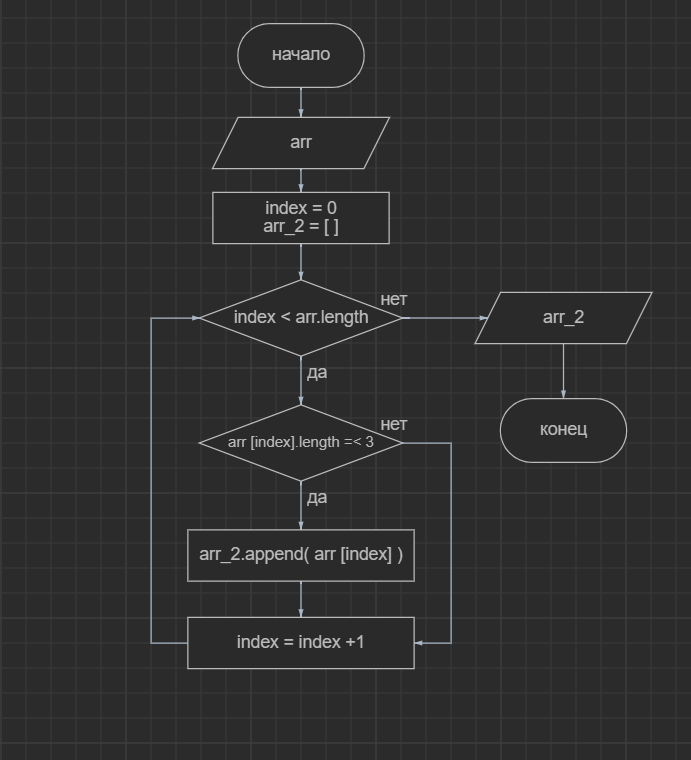 начало
arr
index = 0
arr_2 = [ ]
index < arr.length
нет
arr_2
да
arr [index].length =< 3
нет
конец
да
arr_2.append( arr [index] )
index = index +1